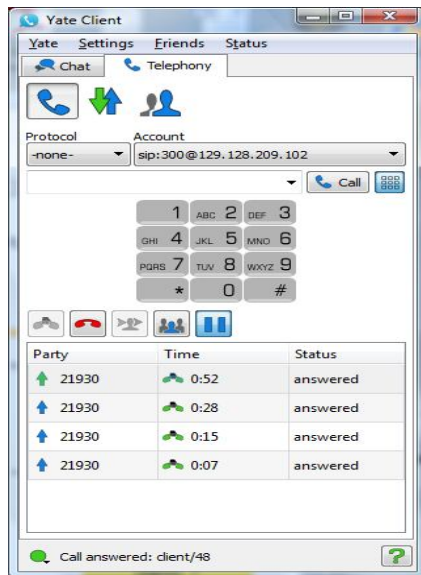 Yate Client
Yate Settings Friends Status
Chat Telephony
Protocol Account
-none- sip:300@129.128.209.102
Call
1 ABC 2 DEF 3
GHI 4 JKL 5 MNO 6
PQRS 7 TUV 8 WXYZ 9
* 0 #
Party Time Status
21930 0:52 answered
21930 0:28 answered
21930 0:15 answered
21930 0:07 answered
Call answered: client/48 ?